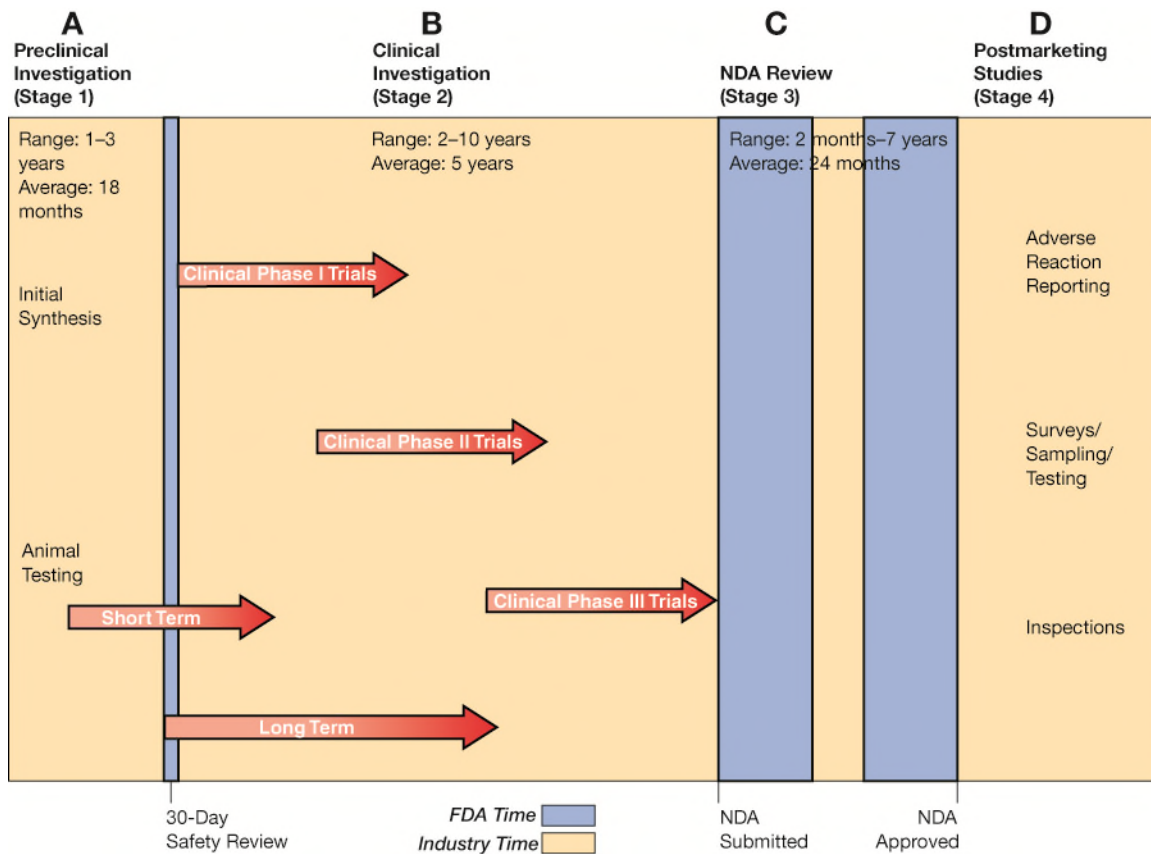 A
Preclinical
Investigation
(Stage 1)
B
Clinical
Investigation
(Stage 2)
C
NDA Review
(Stage 3)
D
Postmarketing
Studies
(Stage 4)
Range: 1–3
years
Average: 18
months
Range: 2–10 years
Average: 5 years
Range: 2 months–7 years
Average: 24 months
Initial
Synthesis
Animal
Testing
Clinical Phase I Trials
Clinical Phase II Trials
Clinical Phase III Trials
Short Term
Long Term
Adverse
Reaction
Reporting
Surveys/
Sampling/
Testing
Inspections
30-Day
Safety Review
FDA Time
Industry Time
NDA
Submitted
NDA
Approved